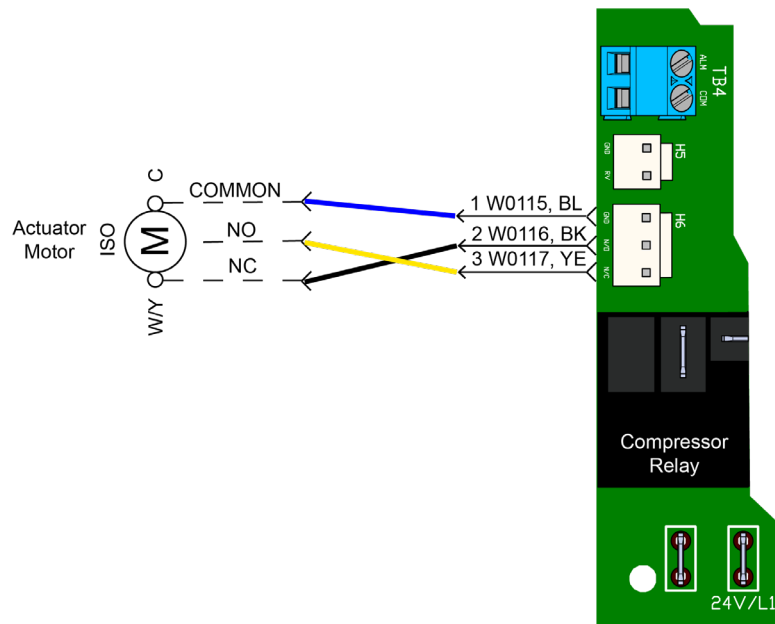 C
COMMON
Actuator
Motor
ISO
M
NO
NC
W/Y
1 W0115, BL
2 W0116, BK
3 W0117, YE
ALM
COM
TB4
GND
RV
H5
GND
N/O
N/C
H6
Compressor
Relay
24V/L1